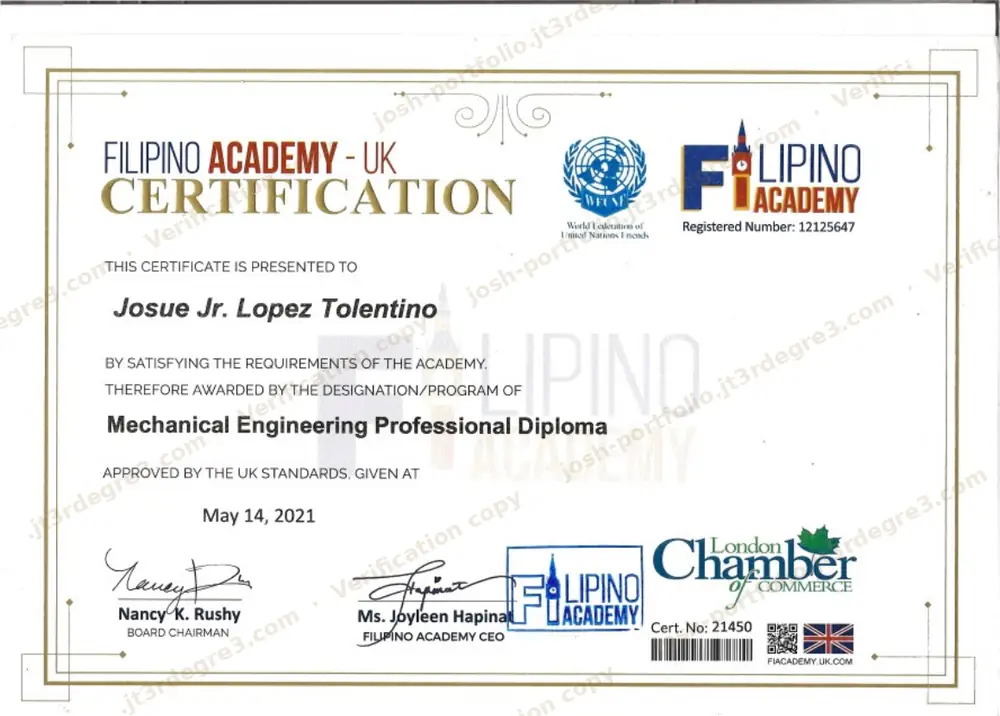 FILIPINO ACADEMY - UK
CERTIFICATION
WFUNF
World Federation of
United Nations Friends
FILIPINO
ACADEMY
Registered Number: 12125647
THIS CERTIFICATE IS PRESENTED TO
Josue Jr. Lopez Tolentino
BY SATISFYING THE REQUIREMENTS OF THE ACADEMY.
THEREFORE AWARDED BY THE DESIGNATION/PROGRAM OF
Mechanical Engineering Professional Diploma
APPROVED BY THE UK STANDARDS. GIVEN AT
May 14, 2021
FILIPINO
ACADEMY
Nancy K. Rushy
BOARD CHAIRMAN
Ms. Joyleen Hapinat
FILIPINO ACADEMY CEO
FILIPINO
ACADEMY
London
Chamber
of COMMERCE
Cert. No: 21450
FIACADEMY.UK.COM
Verification copy
josh-portfolio.jt3rdegre3.com